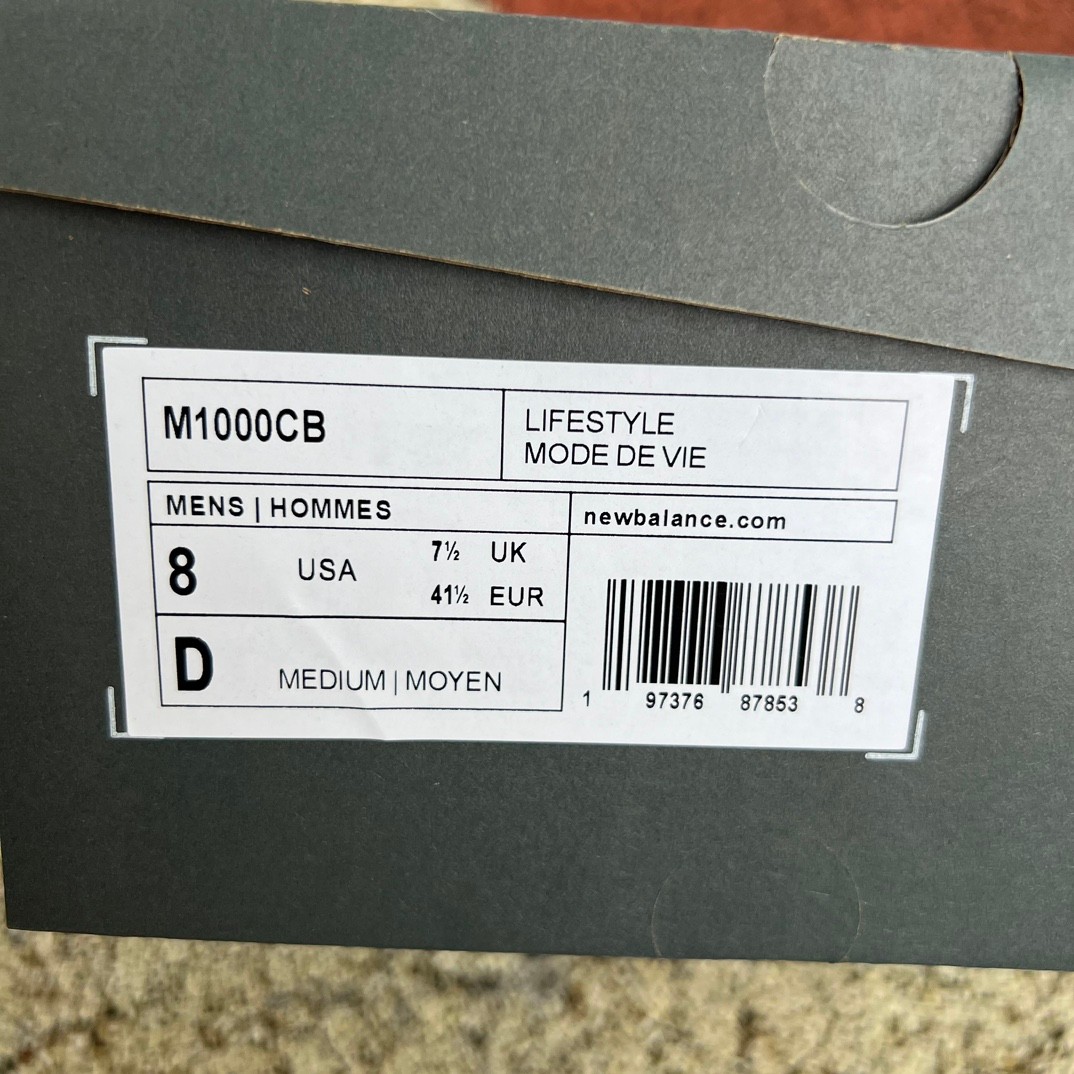 M1000CB
LIFESTYLE
MODE DE VIE
MENS | HOMMES
newbalance.com
8 USA 7½ UK
41½ EUR
D MEDIUM | MOYEN
1 97376 87853 8